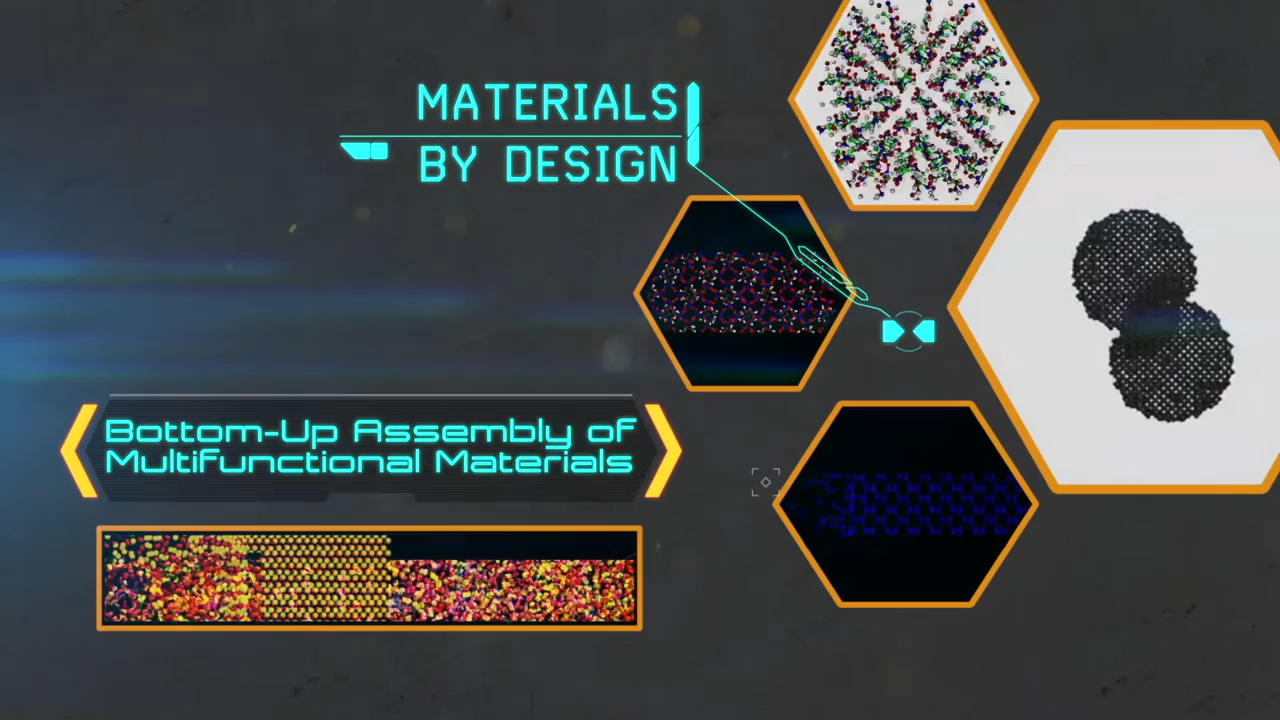 MATERIALS
BY DESIGN
Bottom-Up Assembly of
Multifunctional Materials